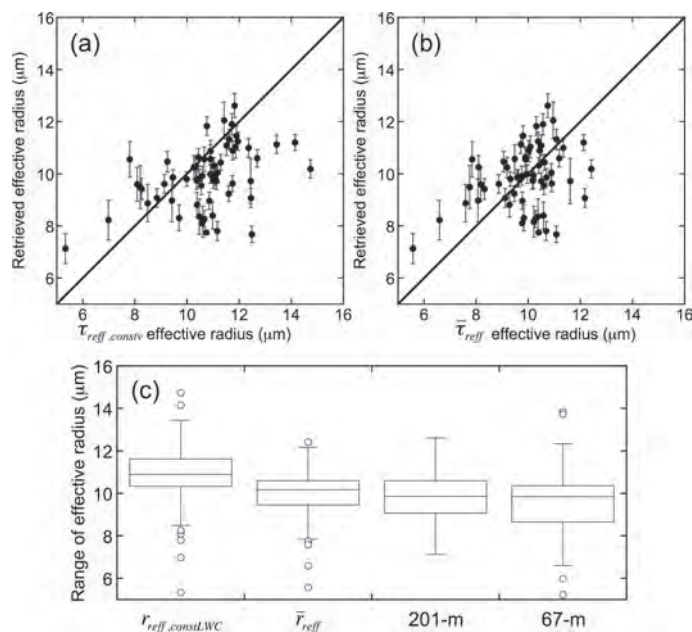 (a)
Retrieved effective radius (μm)
16
14
12
10
8
6
6 8 10 12 14 16
τreff ,constv effective radius (μm)
(b)
Retrieved effective radius (μm)
16
14
12
10
8
6
6 8 10 12 14 16
τ̅reff effective radius (μm)
(c)
Range of effective radius (μm)
16
14
12
10
8
6
rreff ,constLWC r̅reff 201-m 67-m